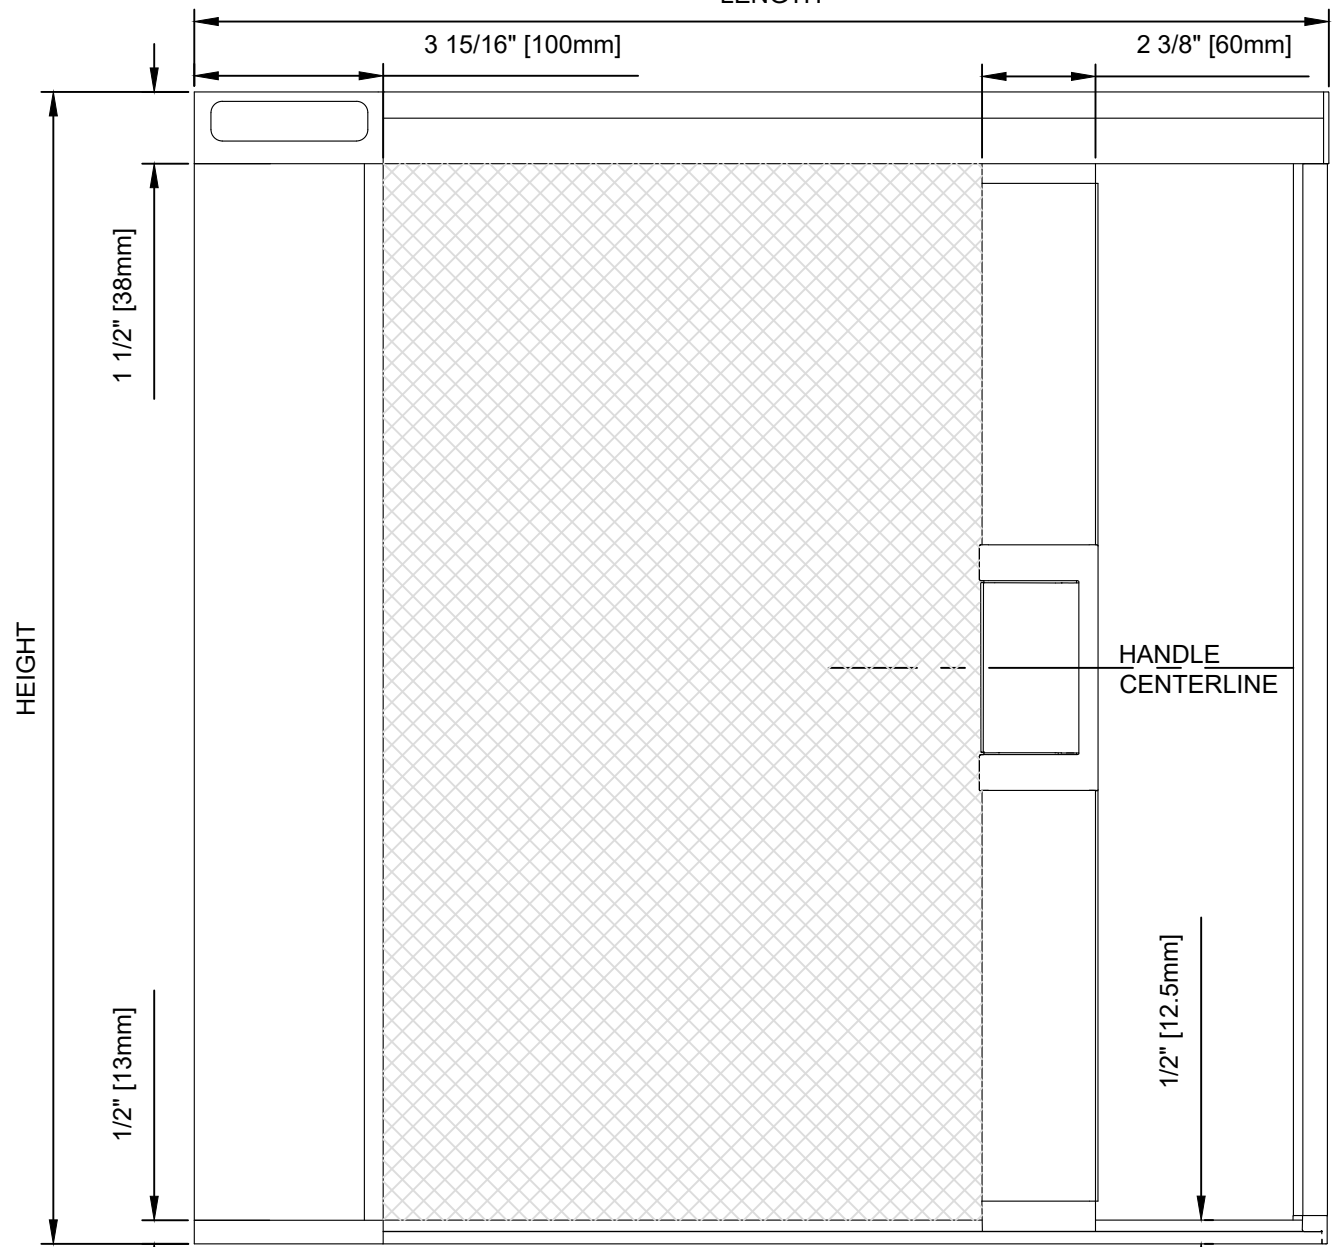 LENGTH
3 15/16" [100mm]
2 3/8" [60mm]
1 1/2" [38mm]
HEIGHT
HANDLE
CENTERLINE
1/2" [13mm]
1/2" [12.5mm]